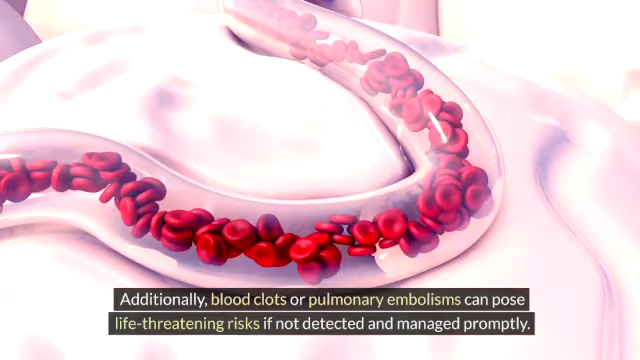 Additionally, blood clots or pulmonary embolisms can pose
life-threatening risks if not detected and managed promptly.